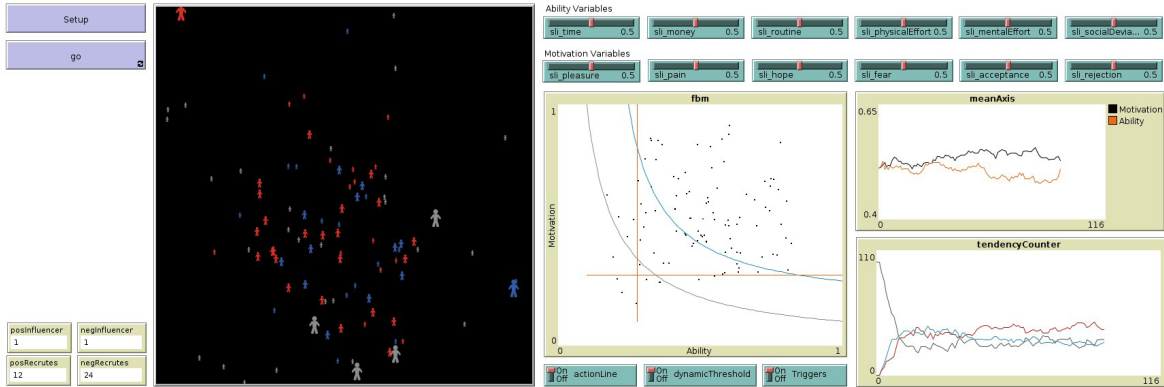 Setup
go
posInfluencer
1
negInfluencer
1
posRecrutes
12
negRecrutes
24
Ability Variables
sli_time 0.5
sli_money 0.5
sli_routine 0.5
sli_physicalEffort 0.5
sli_mentalEffort 0.5
sli_socialDevia... 0.5
Motivation Variables
sli_pleasure 0.5
sli_pain 0.5
sli_hope 0.5
sli_fear 0.5
sli_acceptance 0.5
sli_rejection 0.5
fbm
1
Motivation
0
0
Ability
1
meanAxis
0.65
0.4
0
116
Motivation
Ability
tendencyCounter
110
0
0
116
On
Off
actionLine
On
Off
dynamicThreshold
On
Off
Triggers